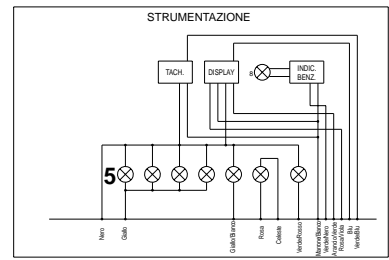 STRUMENTAZIONE
TACH.
DISPLAY
8
INDIC.
BENZ.
5
Nero
Giallo
Giallo/Bianco
Rosa
Celeste
Verde/Rosso
Marrone/Bianco
Verde/Nero
Arancio/Verde
Rosa/Viola
Blu
Verde/Blu